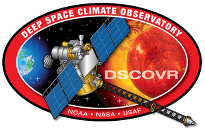 DEEP SPACE CLIMATE OBSERVATORY
DSCOVR
NOAA • NASA • USAF